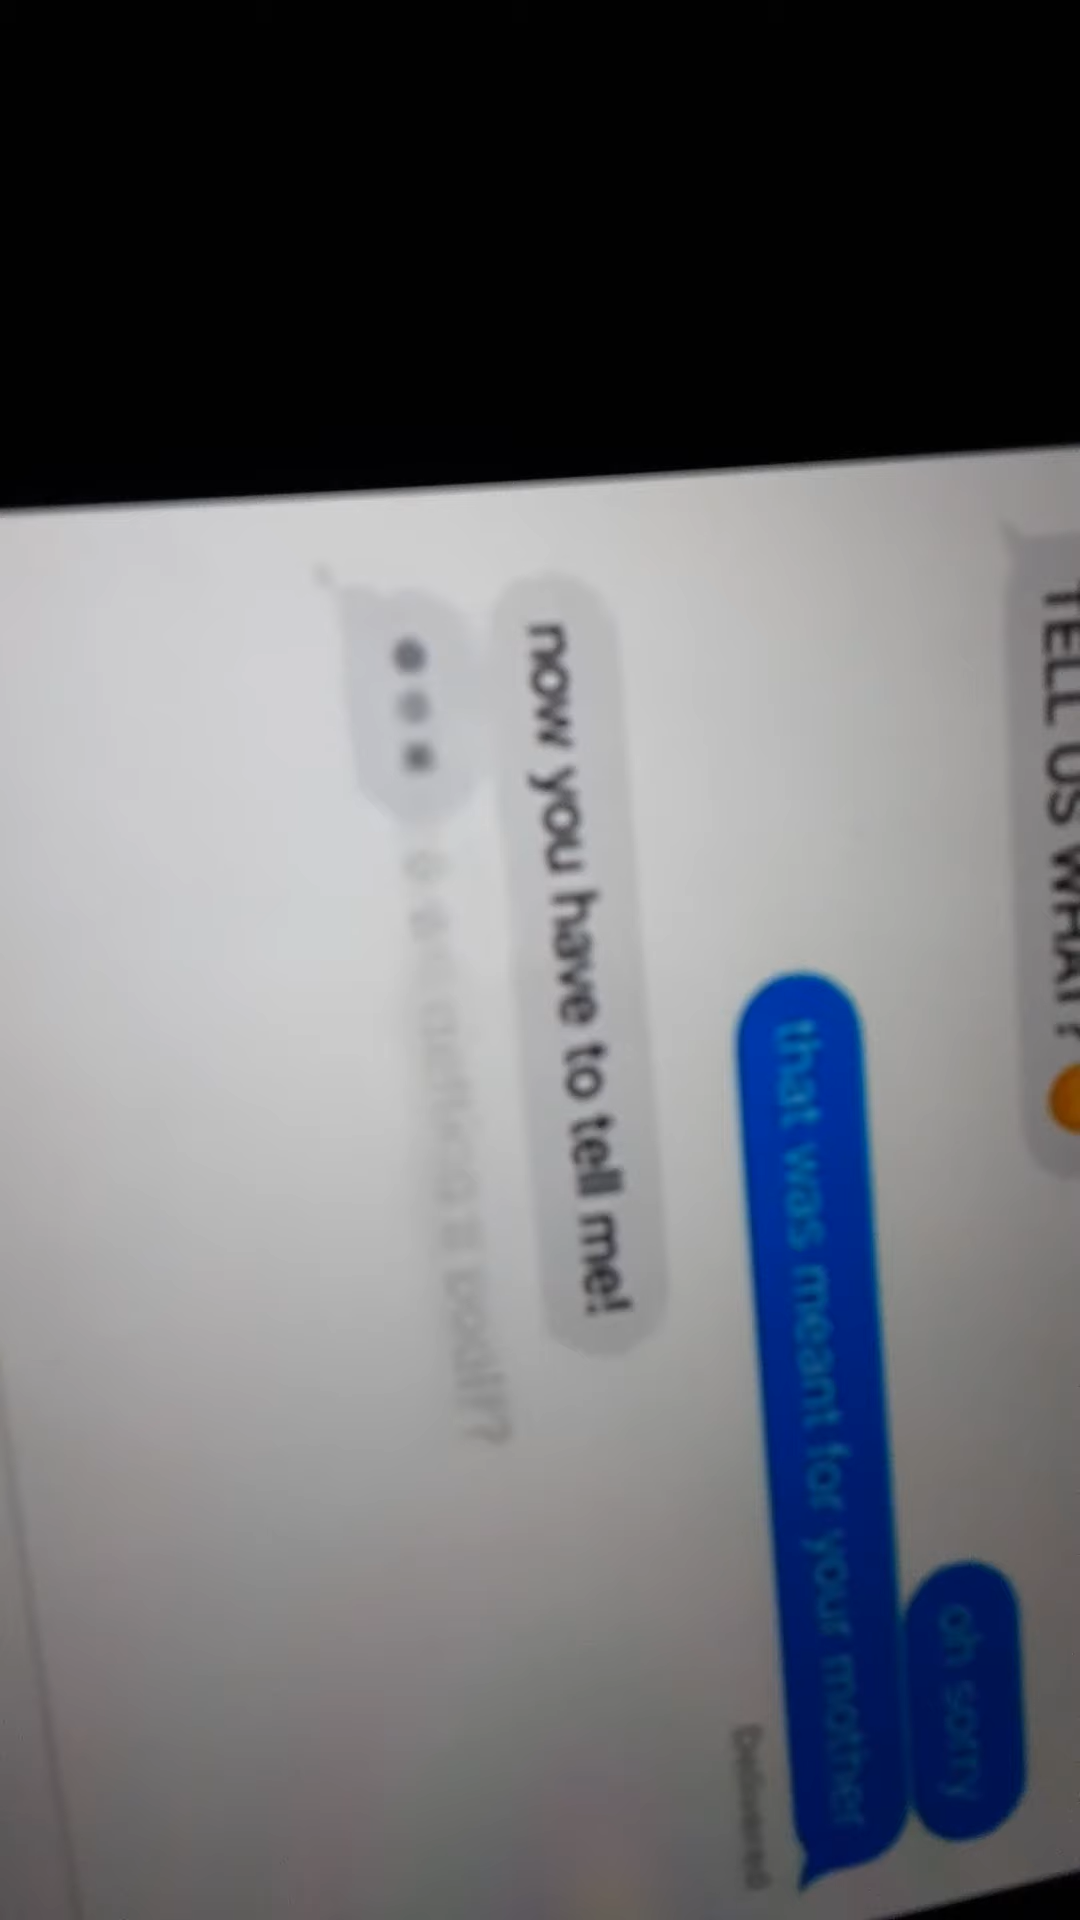 TELL US WHAT?
oh sorry
that was meant for your mother
Delivered
now you have to tell me!